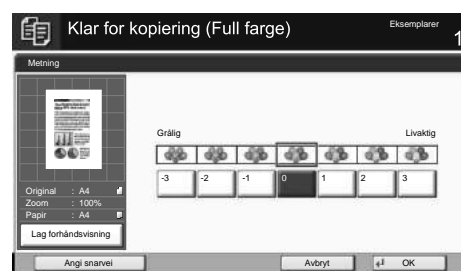 Klar for kopiering (Full farge)
Eksemplarer
1
Metning
Grålig
Livaktig
-3 -2 -1 0 1 2 3
Original : A4
Zoom : 100%
Papir : A4
Lag forhåndsvisning
Angi snarvei
Avbryt
OK